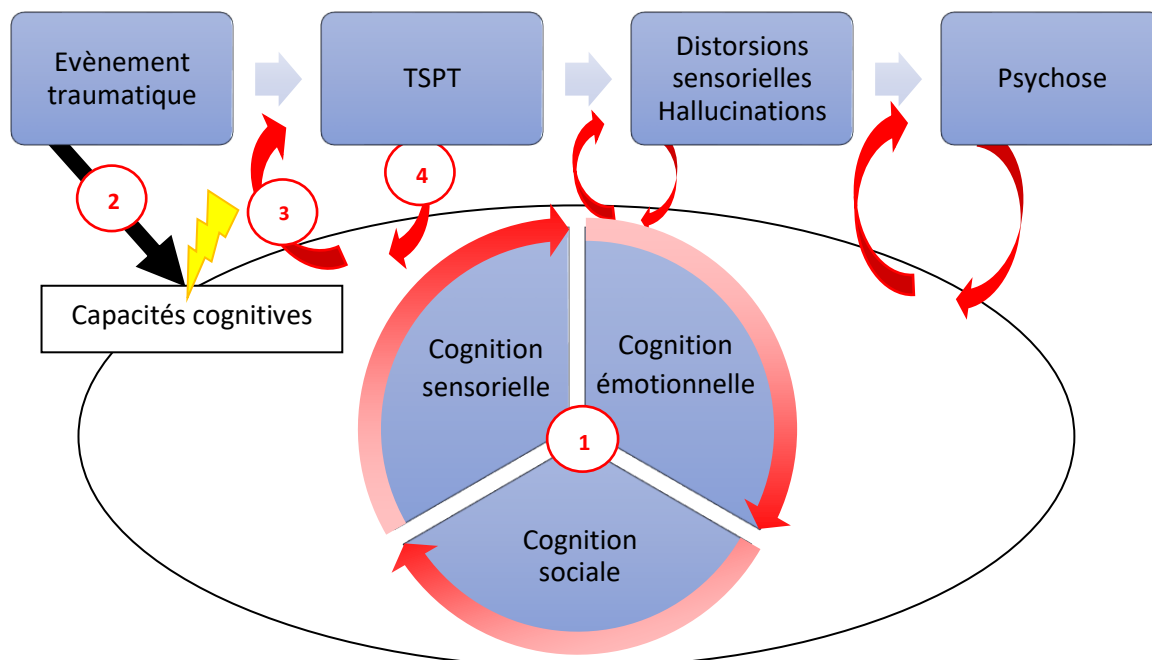 Evènement
traumatique
TSPT
Distorsions
sensorielles
Hallucinations
Psychose
2
3
4
Capacités cognitives
Cognition
sensorielle
Cognition
émotionnelle
1
Cognition
sociale